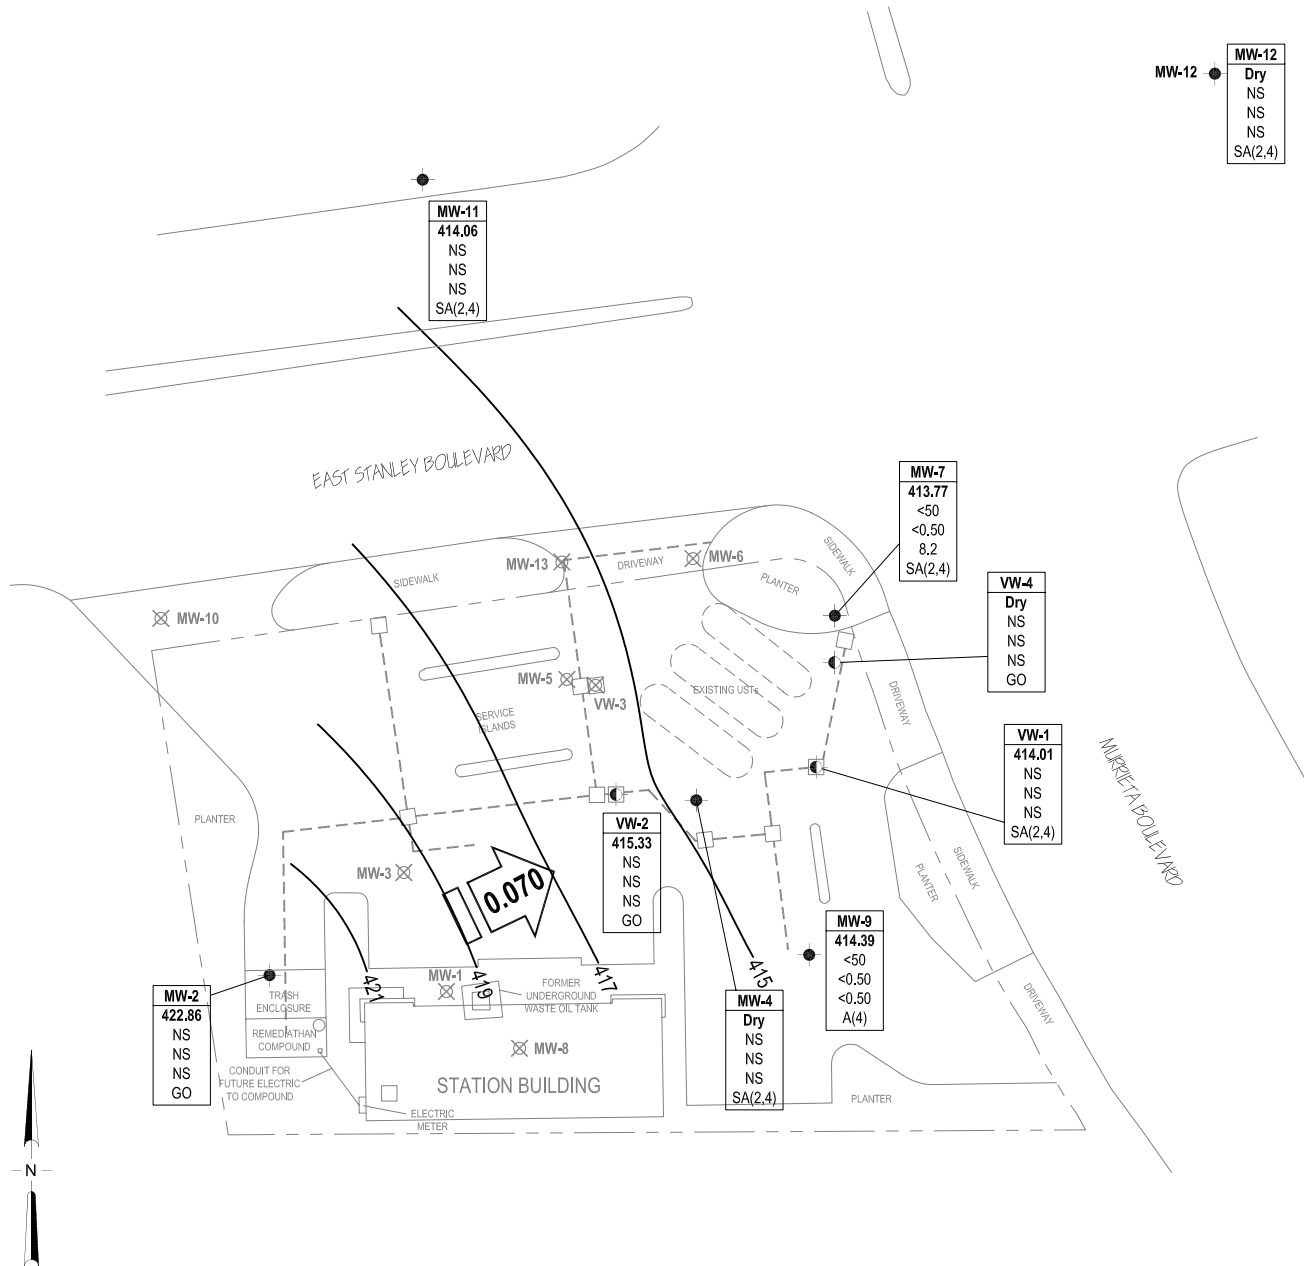 MW-12
MW-12
Dry
NS
NS
NS
SA(2,4)
MW-11
414.06
NS
NS
NS
SA(2,4)
EAST STANLEY BOULEVARD
MW-7
413.77
<50
<0.50
8.2
SA(2,4)
MW-13
DRIVEWAY
MW-6
SIDEWALK
SIDEWALK
PLANTER
MW-10
VW-4
Dry
NS
NS
NS
GO
MW-5
VW-3
EXISTING USTs
DRIVEWAY
SERVICE
ISLANDS
VW-1
414.01
NS
NS
NS
SA(2,4)
MURRIETA BOULEVARD
PLANTER
VW-2
415.33
NS
NS
NS
GO
MW-3
0.070
SIDEWALK
PLANTER
MW-9
414.39
<50
<0.50
<0.50
A(4)
421
MW-1
419
417
415
FORMER
UNDERGROUND
WASTE OIL TANK
DRIVEWAY
MW-2
422.86
NS
NS
NS
GO
TRASH
ENCLOSURE
REMEDIATHAN
COMPOUND
MW-4
Dry
NS
NS
NS
SA(2,4)
MW-8
CONDUIT FOR
FUTURE ELECTRIC
TO COMPOUND
STATION BUILDING
ELECTRIC
METER
PLANTER
N